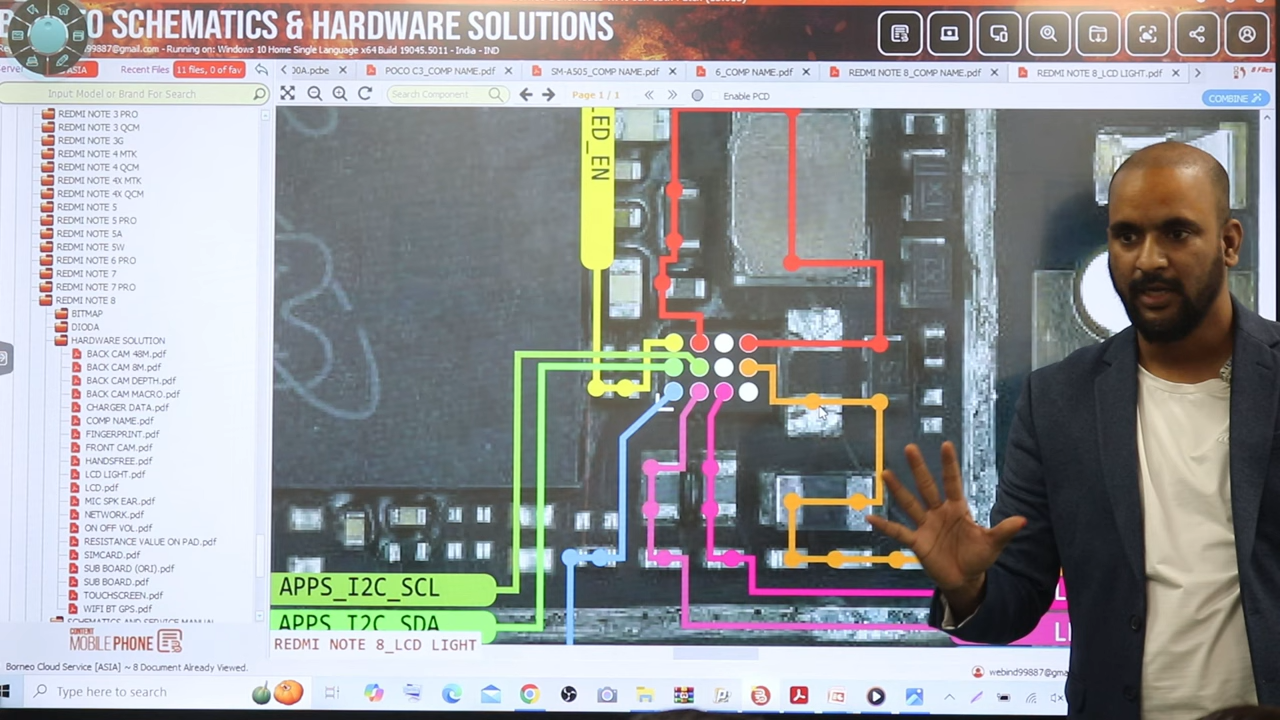 O SCHEMATICS & HARDWARE SOLUTIONS
99887@gmail.com - Running on: Windows 10 Home Single Language x64 Build 19045.5011 - India - IND
ASIA
Recent Files
11 files, 0 of fav
00A.pcbe
POCO C3_COMP NAME.pdf
SM-A505_COMP NAME.pdf
6_COMP NAME.pdf
REDMI NOTE 8_COMP NAME.pdf
REDMI NOTE 8_LCD LIGHT.pdf
8 Files
Input Model or Brand For Search
Search Component
Page 1 / 1
Enable PCD
COMBINE
REDMI NOTE 3 PRO
REDMI NOTE 3 QCM
REDMI NOTE 3G
REDMI NOTE 4 MTK
REDMI NOTE 4 QCM
REDMI NOTE 4X MTK
REDMI NOTE 4X QCM
REDMI NOTE 5
REDMI NOTE 5 PRO
REDMI NOTE 5A
REDMI NOTE 5W
REDMI NOTE 6 PRO
REDMI NOTE 7
REDMI NOTE 7 PRO
REDMI NOTE 8
BITMAP
DIODA
HARDWARE SOLUTION
BACK CAM 48M.pdf
BACK CAM 8M.pdf
BACK CAM DEPTH.pdf
BACK CAM MACRO.pdf
CHARGER DATA.pdf
COMP NAME.pdf
FINGERPRINT.pdf
FRONT CAM.pdf
HANDSFREE.pdf
LCD LIGHT.pdf
LCD.pdf
MIC SPK EAR.pdf
NETWORK.pdf
ON OFF VOL.pdf
RESISTANCE VALUE ON PAD.pdf
SIMCARD.pdf
SUB BOARD (ORI).pdf
SUB BOARD.pdf
TOUCHSCREEN.pdf
WIFI BT GPS.pdf
ED_EN
APPS_I2C_SCL
APPS_I2C_SDA
REDMI NOTE 8_LCD LIGHT
CONTENT
MOBILE PHONE
Borneo Cloud Service [ASIA] ~ 8 Document Already Viewed.
webind99887@gma
Type here to search